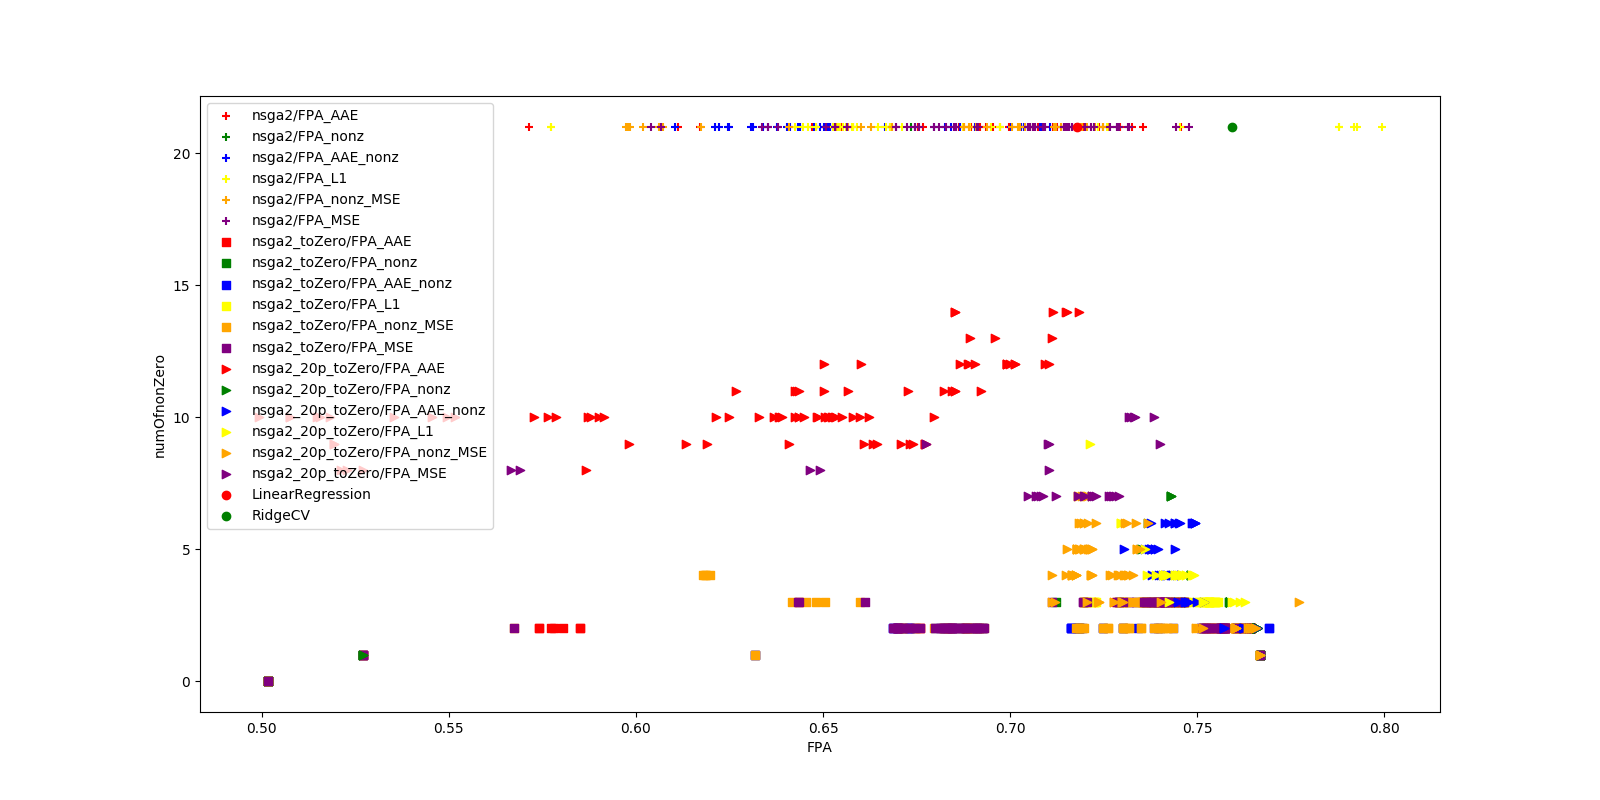 nsga2/FPA_AAE
nsga2/FPA_nonz
nsga2/FPA_AAE_nonz
nsga2/FPA_L1
nsga2/FPA_nonz_MSE
nsga2/FPA_MSE
nsga2_toZero/FPA_AAE
nsga2_toZero/FPA_nonz
nsga2_toZero/FPA_AAE_nonz
nsga2_toZero/FPA_L1
nsga2_toZero/FPA_nonz_MSE
nsga2_toZero/FPA_MSE
nsga2_20p_toZero/FPA_AAE
nsga2_20p_toZero/FPA_nonz
nsga2_20p_toZero/FPA_AAE_nonz
nsga2_20p_toZero/FPA_L1
nsga2_20p_toZero/FPA_nonz_MSE
nsga2_20p_toZero/FPA_MSE
LinearRegression
RidgeCV
20
15
10
5
0
numOfnonZero
0.50 0.55 0.60 0.65 0.70 0.75 0.80
FPA